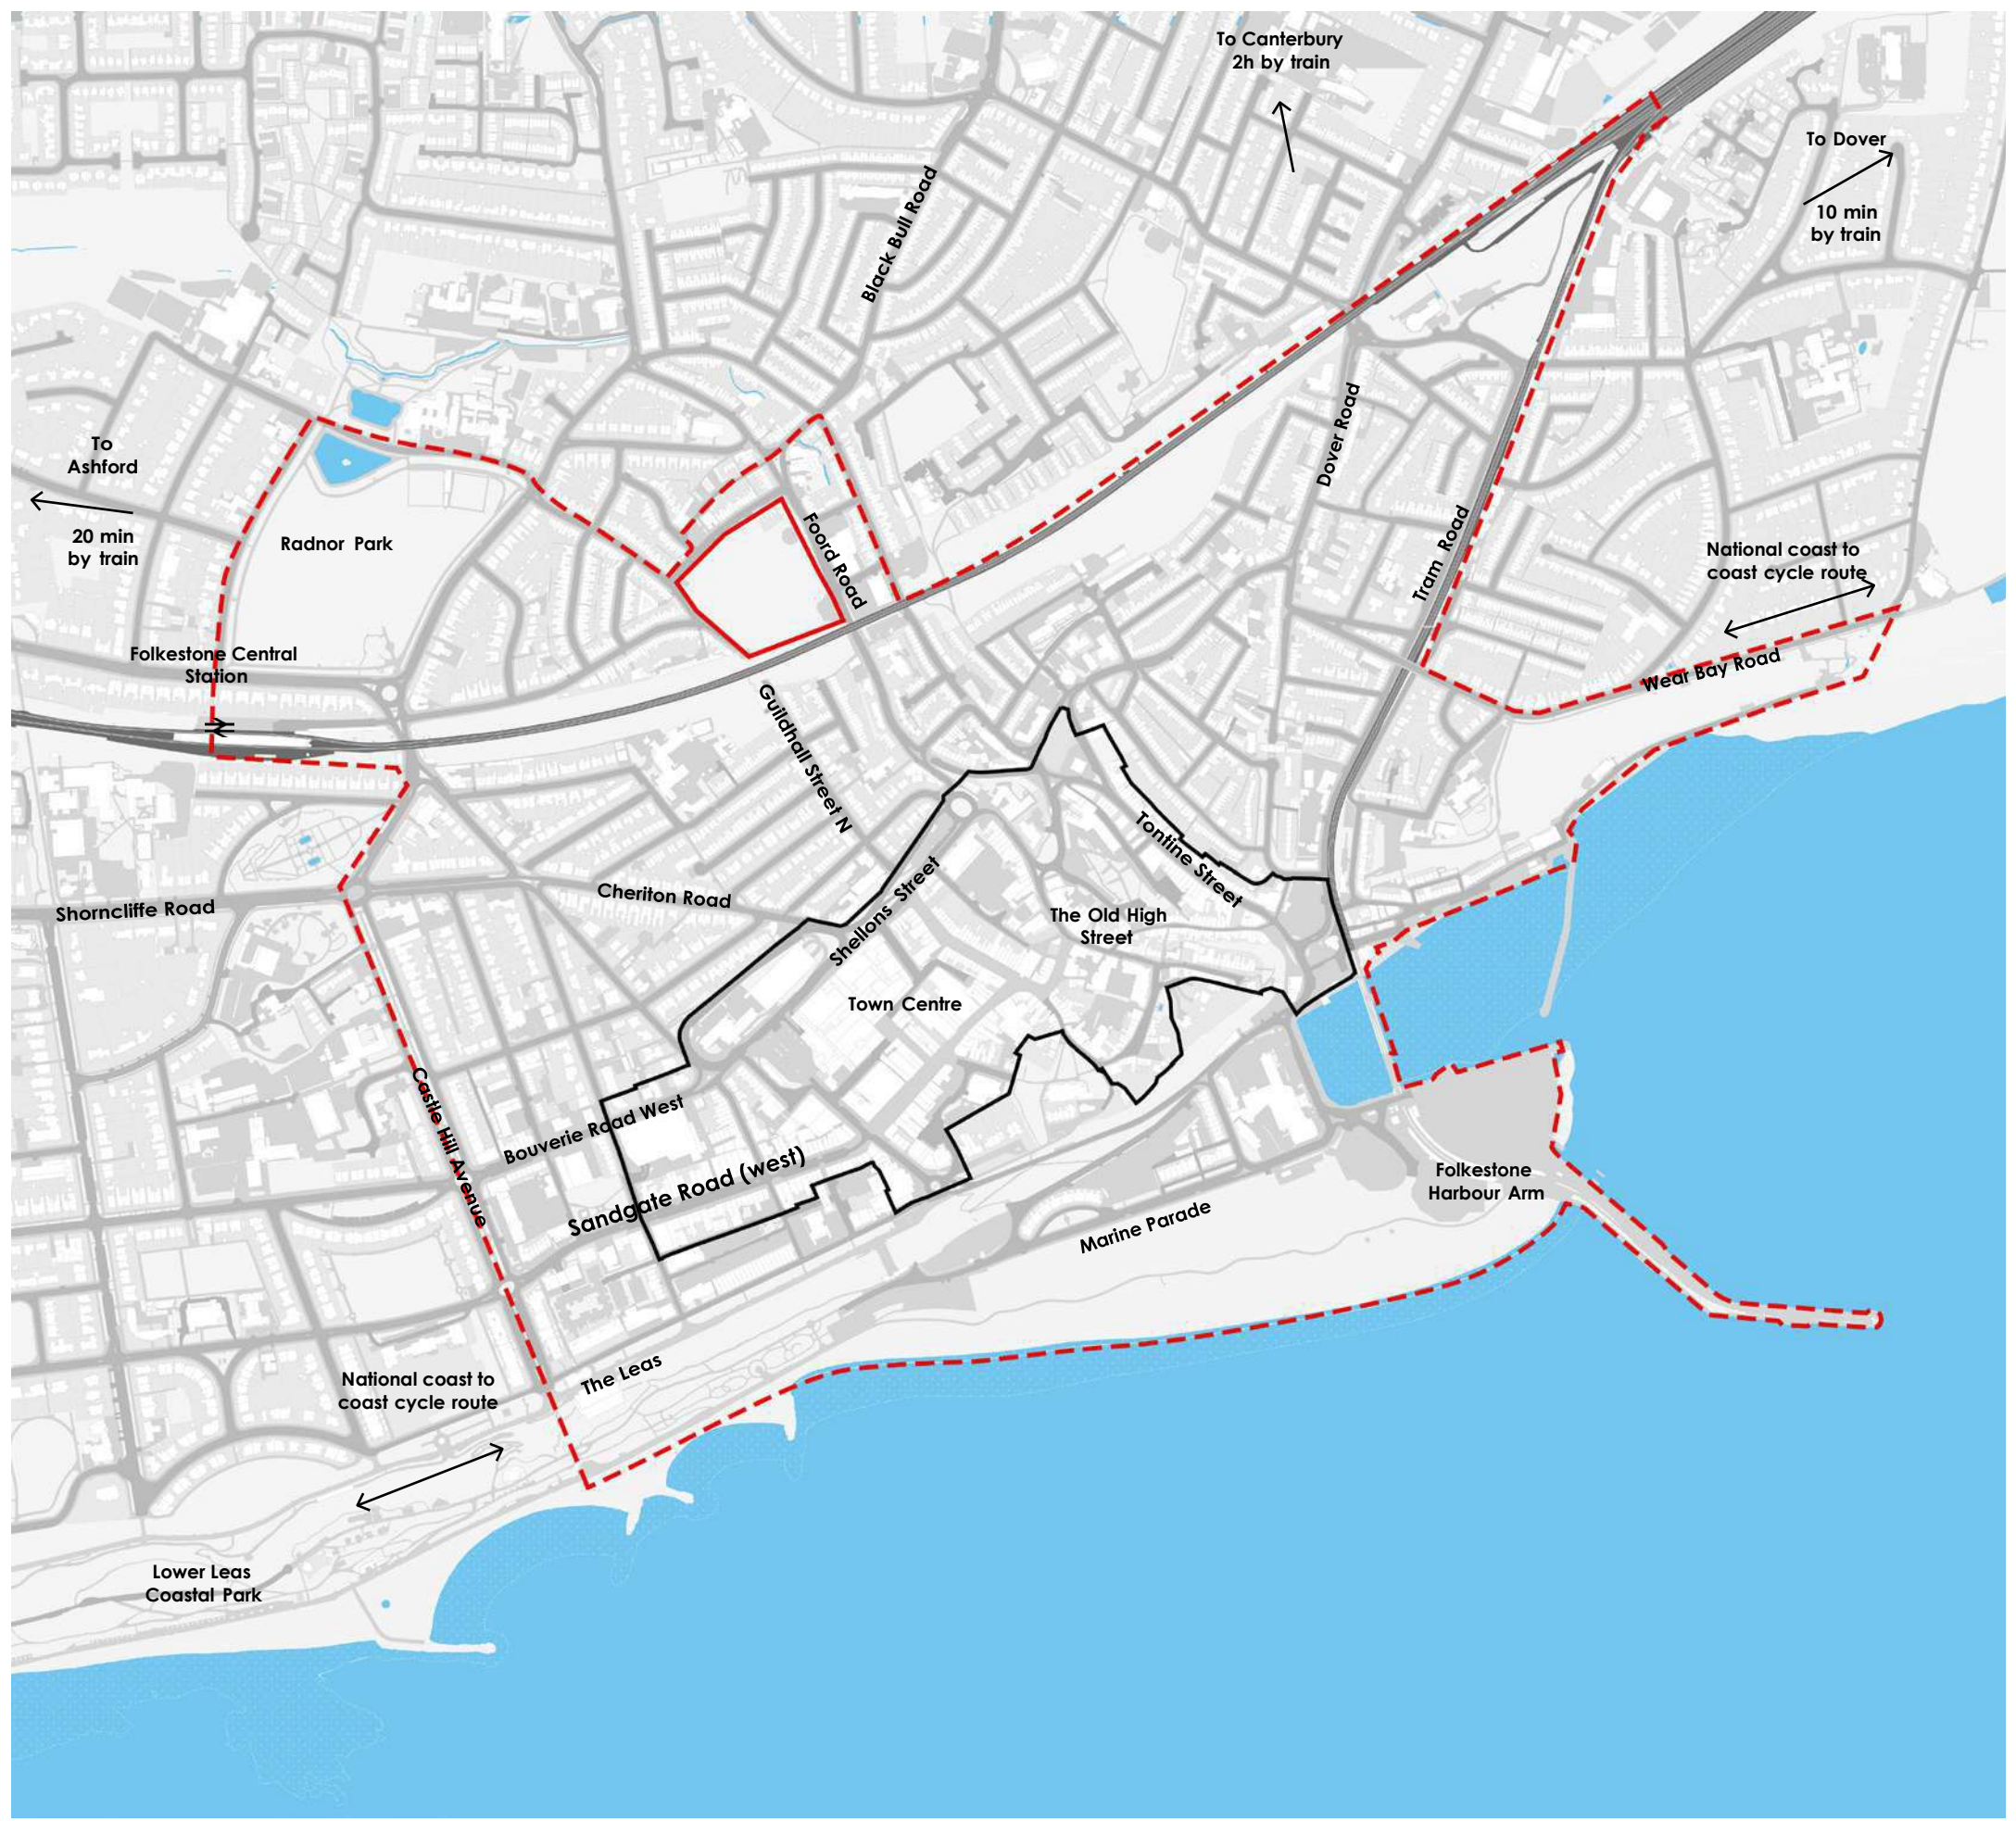 To Canterbury
2h by train
To Dover
10 min
by train
Black Bull Road
To
Ashford
20 min
by train
Radnor Park
Foord Road
Dover Road
Tram Road
National coast to
coast cycle route
Wear Bay Road
Folkestone Central
Station
Guildhall Street N
Tontine Street
Shorncliffe Road
Cheriton Road
Shellons Street
The Old High
Street
Town Centre
Castle Hill Avenue
Bouverie Road West
Sandgate Road (west)
Folkestone
Harbour Arm
Marine Parade
The Leas
National coast to
coast cycle route
Lower Leas
Coastal Park